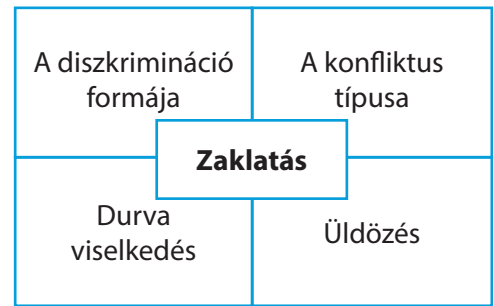 A diszkrimináció
formája
A konfliktus
típusa
Zaklatás
Durva
viselkedés
Üldözés